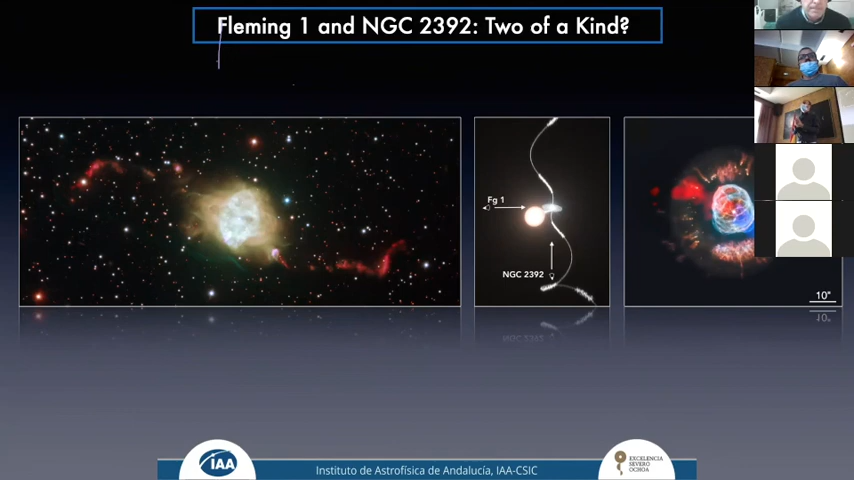 Fleming 1 and NGC 2392: Two of a Kind?
Fg 1
NGC 2392
10"
IAA
Instituto de Astrofísica de Andalucía, IAA-CSIC
EXCELENCIA
SEVERO
OCHOA